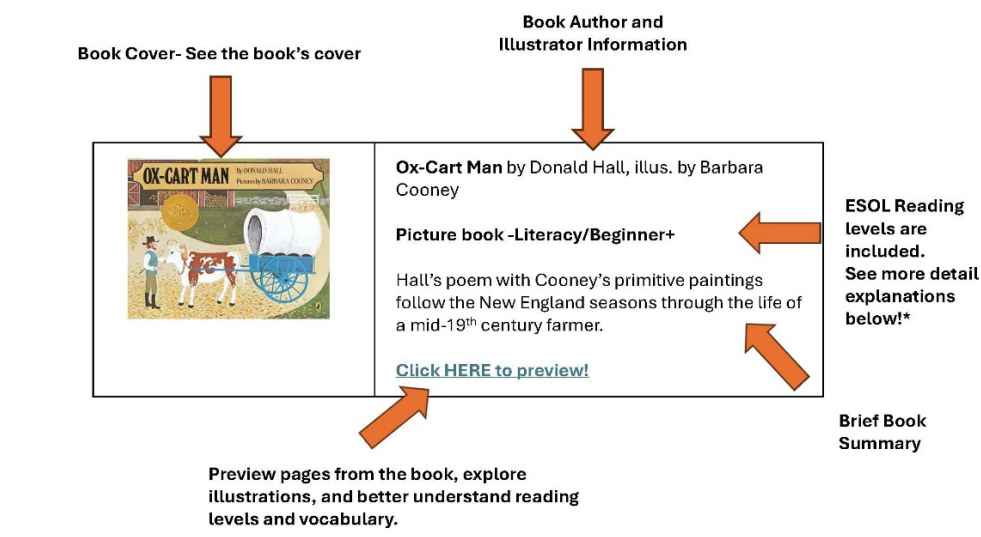 Book Author and
Illustrator Information
Book Cover- See the book’s cover
OX-CART MAN
By DONALD HALL
Pictures by BARBARA COONEY
Ox-Cart Man by Donald Hall, illus. by Barbara
Cooney
Picture book -Literacy/Beginner+
Hall’s poem with Cooney’s primitive paintings
follow the New England seasons through the life of
a mid-19th century farmer.
Click HERE to preview!
ESOL Reading
levels are
included.
See more detail
explanations
below!*
Brief Book
Summary
Preview pages from the book, explore
illustrations, and better understand reading
levels and vocabulary.